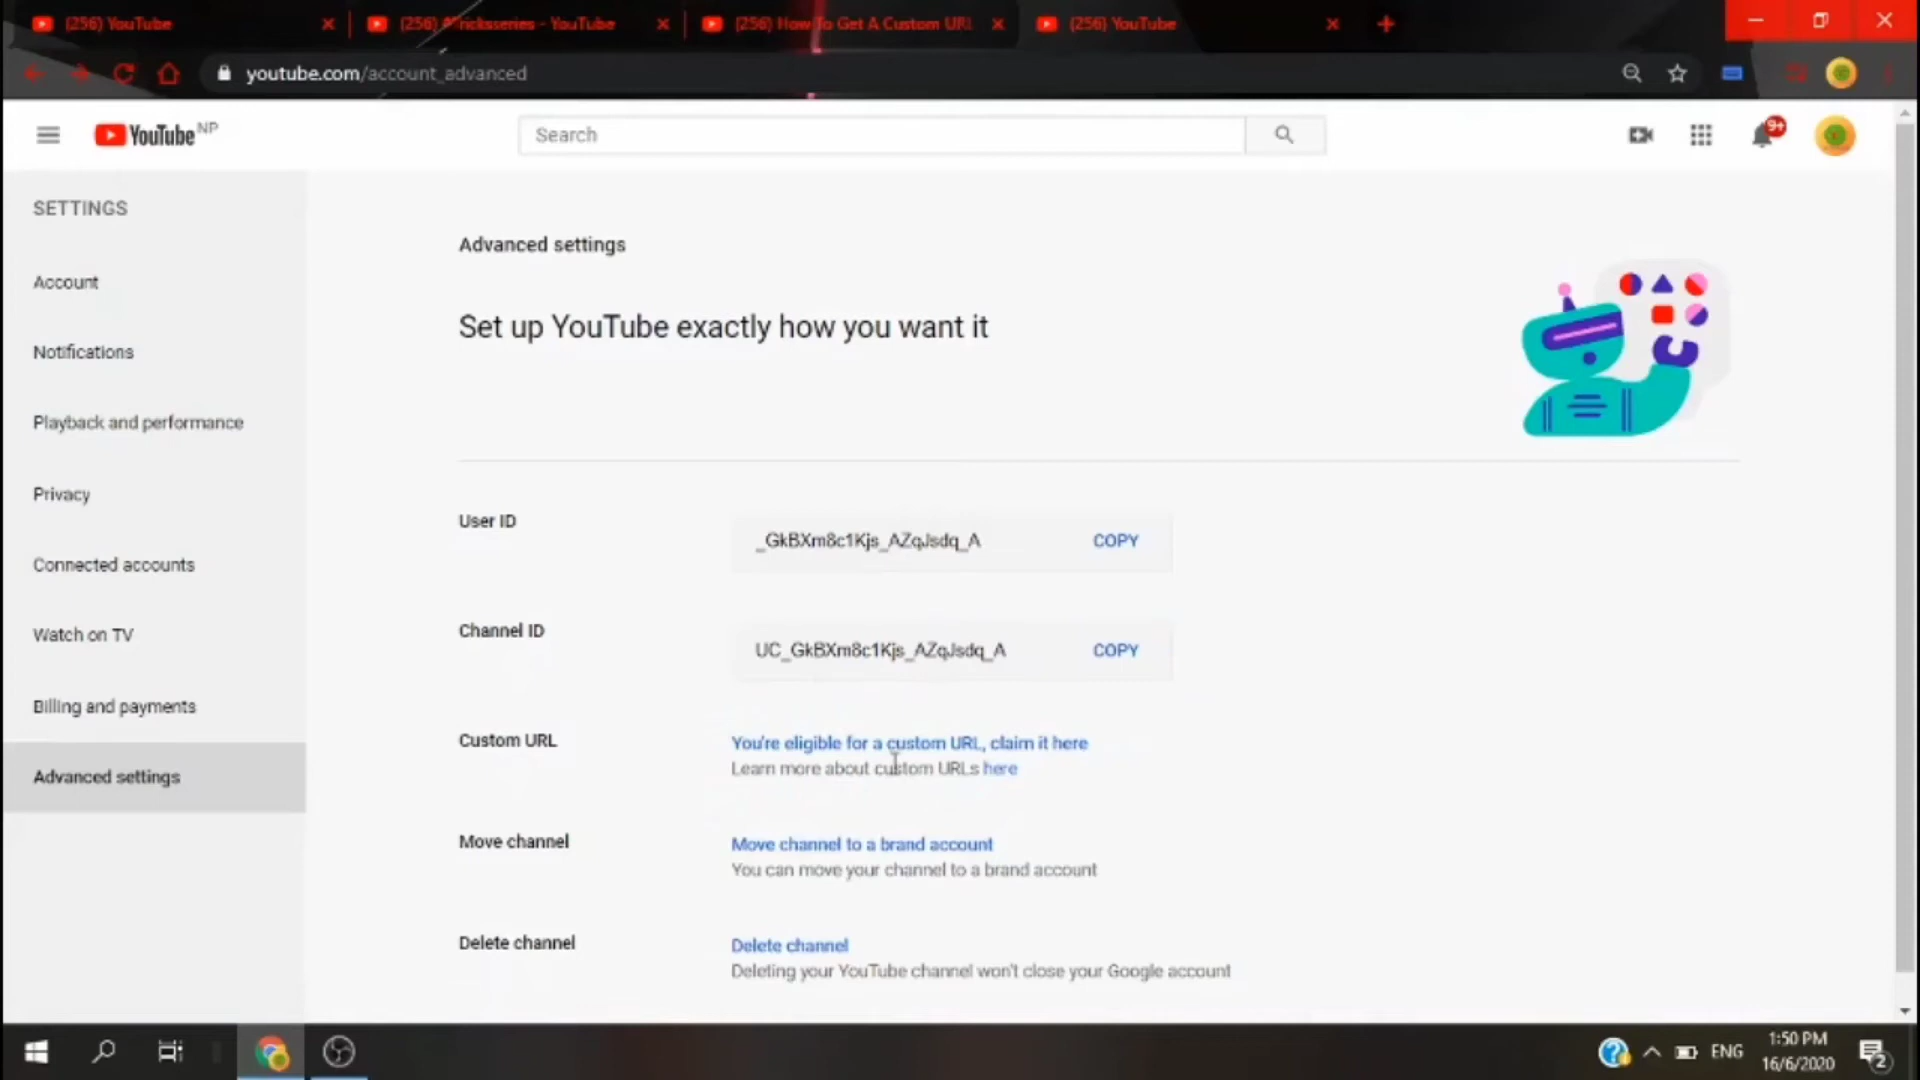 (256) YouTube
(256) How To Get A Custom URL
(256) YouTube
youtube.com/account_advanced
YouTube NP
Search
9+
SETTINGS
Account
Notifications
Playback and performance
Privacy
Connected accounts
Watch on TV
Billing and payments
Advanced settings
Advanced settings
Set up YouTube exactly how you want it
User ID
_GkBXm8c1Kjs_AZqJsdq_A
COPY
Channel ID
UC_GkBXm8c1Kjs_AZqJsdq_A
COPY
Custom URL
You're eligible for a custom URL, claim it here
Learn more about custom URLs here
Move channel
Move channel to a brand account
You can move your channel to a brand account
Delete channel
Delete channel
Deleting your YouTube channel won't close your Google account
ENG
1:50 PM
16/6/2020
2